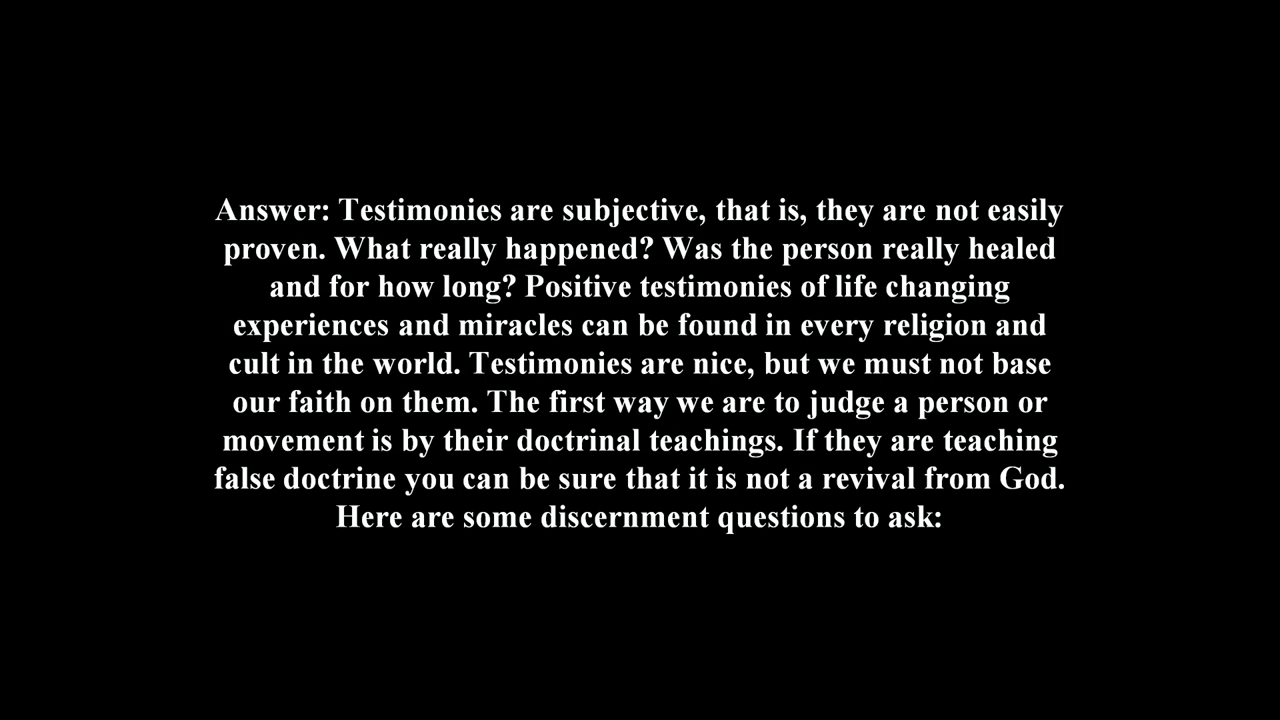 Answer: Testimonies are subjective, that is, they are not easily
proven. What really happened? Was the person really healed
and for how long? Positive testimonies of life changing
experiences and miracles can be found in every religion and
cult in the world. Testimonies are nice, but we must not base
our faith on them. The first way we are to judge a person or
movement is by their doctrinal teachings. If they are teaching
false doctrine you can be sure that it is not a revival from God.
Here are some discernment questions to ask: